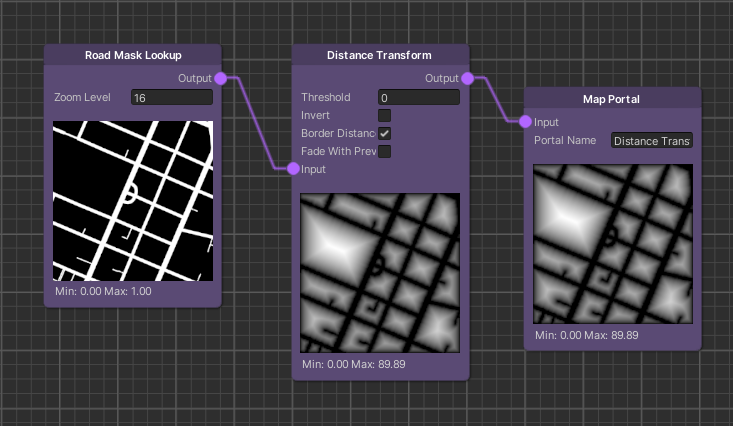 Road Mask Lookup
Output
Zoom Level 16
Min: 0.00 Max: 1.00
Distance Transform
Output
Threshold 0
Invert
Border Distanc
Fade With Prev
Input
Min: 0.00 Max: 89.89
Map Portal
Input
Portal Name Distance Trans
Min: 0.00 Max: 89.89